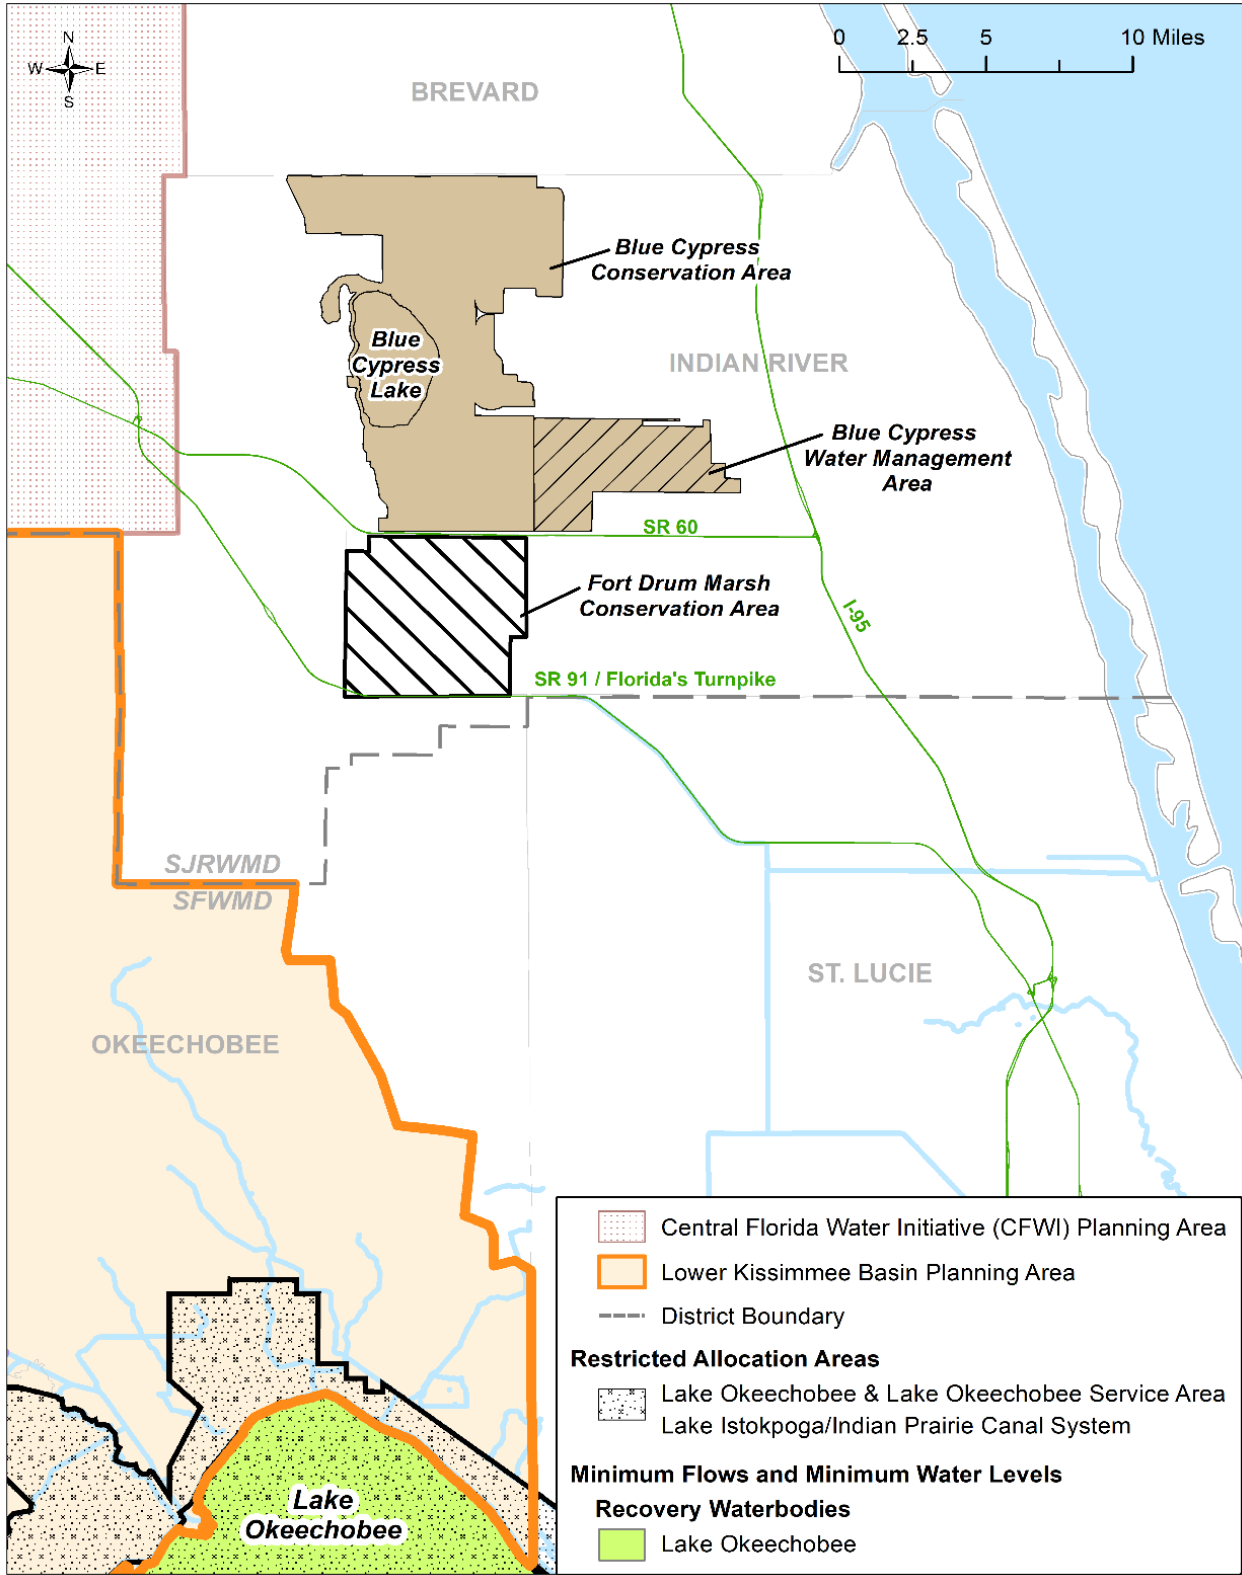 N
W E
S
0 2.5 5 10 Miles
BREVARD
Blue Cypress
Conservation Area
Blue
Cypress
Lake
INDIAN RIVER
Blue Cypress
Water Management
Area
SR 60
Fort Drum Marsh
Conservation Area
I-95
SR 91 / Florida's Turnpike
SJRWMD
SFWMD
ST. LUCIE
OKEECHOBEE
Lake
Okeechobee
Central Florida Water Initiative (CFWI) Planning Area
Lower Kissimmee Basin Planning Area
District Boundary
Restricted Allocation Areas
Lake Okeechobee & Lake Okeechobee Service Area
Lake Istokpoga/Indian Prairie Canal System
Minimum Flows and Minimum Water Levels
Recovery Waterbodies
Lake Okeechobee